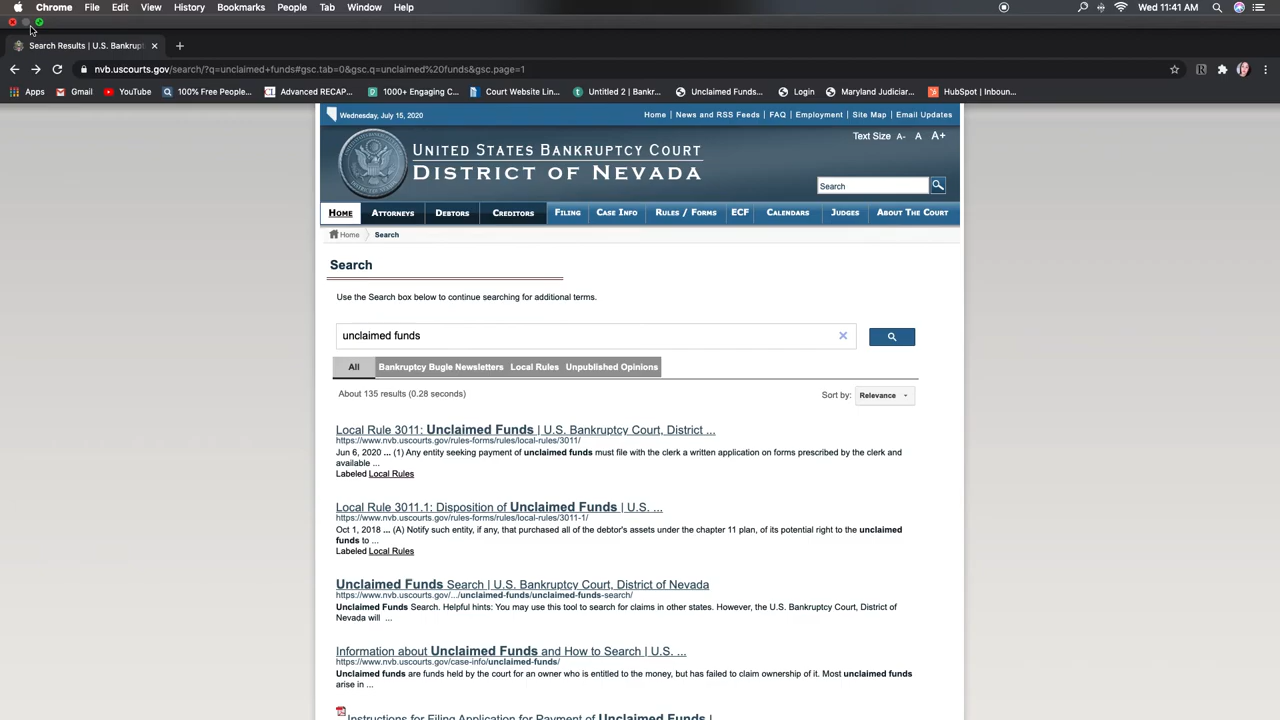 Chrome File Edit View History Bookmarks People Tab Window Help
Wed 11:41 AM
Search Results | U.S. Bankrupt
nvb.uscourts.gov/search/?q=unclaimed+funds#gsc.tab=0&gsc.q=unclaimed%20funds&gsc.page=1
Apps Gmail YouTube 100% Free People... Advanced RECAP... 1000+ Engaging C... Court Website Lin... Untitled 2 | Bankr... Unclaimed Funds... Login Maryland Judiciar... HubSpot | Inboun...
Wednesday, July 15, 2020
Home | News and RSS Feeds | FAQ | Employment | Site Map | Email Updates
Text Size A- A A+
UNITED STATES BANKRUPTCY COURT
DISTRICT OF NEVADA
Search
HOME ATTORNEYS DEBTORS CREDITORS FILING CASE INFO RULES / FORMS ECF CALENDARS JUDGES ABOUT THE COURT
Home Search
Search
Use the Search box below to continue searching for additional terms.
unclaimed funds
All Bankruptcy Bugle Newsletters Local Rules Unpublished Opinions
About 135 results (0.28 seconds)
Sort by: Relevance
Local Rule 3011: Unclaimed Funds | U.S. Bankruptcy Court, District ...
https://www.nvb.uscourts.gov/rules-forms/rules/local-rules/3011/
Jun 6, 2020 ... (1) Any entity seeking payment of unclaimed funds must file with the clerk a written application on forms prescribed by the clerk and
available ...
Labeled Local Rules
Local Rule 3011.1: Disposition of Unclaimed Funds | U.S. ...
https://www.nvb.uscourts.gov/rules-forms/rules/local-rules/3011-1/
Oct 1, 2018 ... (A) Notify such entity, if any, that purchased all of the debtor's assets under the chapter 11 plan, of its potential right to the unclaimed
funds to ...
Labeled Local Rules
Unclaimed Funds Search | U.S. Bankruptcy Court, District of Nevada
https://www.nvb.uscourts.gov/.../unclaimed-funds/unclaimed-funds-search/
Unclaimed Funds Search. Helpful hints: You may use this tool to search for claims in other states. However, the U.S. Bankruptcy Court, District of
Nevada will ...
Information about Unclaimed Funds and How to Search | U.S. ...
https://www.nvb.uscourts.gov/case-info/unclaimed-funds/
Unclaimed funds are funds held by the court for an owner who is entitled to the money, but has failed to claim ownership of it. Most unclaimed funds
arise in ...
Instructions for Filing Application for Payment of Unclaimed Funds |